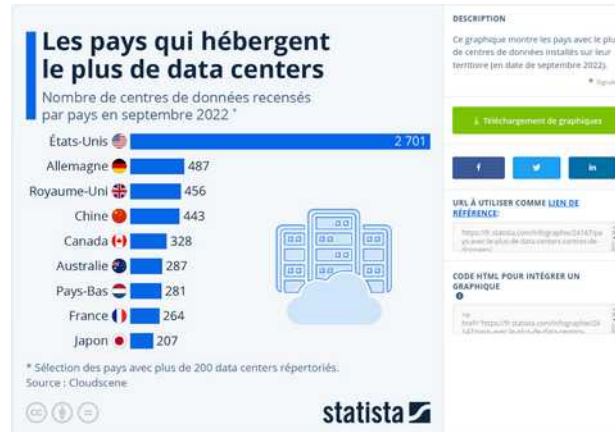 Les pays qui hébergent
le plus de data centers
Nombre de centres de données recensés
par pays en septembre 2022 *
États-Unis 2 701
Allemagne 487
Royaume-Uni 456
Chine 443
Canada 328
Australie 287
Pays-Bas 281
France 264
Japon 207
* Sélection des pays avec plus de 200 data centers répertoriés.
Source : Cloudscene
statista
DESCRIPTION
Ce graphique montre les pays avec le plu
de centres de données installés sur leur
territoire (en date de septembre 2022).
Téléchargement de graphiques
f
in
URL À UTILISER COMME LIEN DE
RÉFÉRENCE:
CODE HTML POUR INTÉGRER UN
GRAPHIQUE